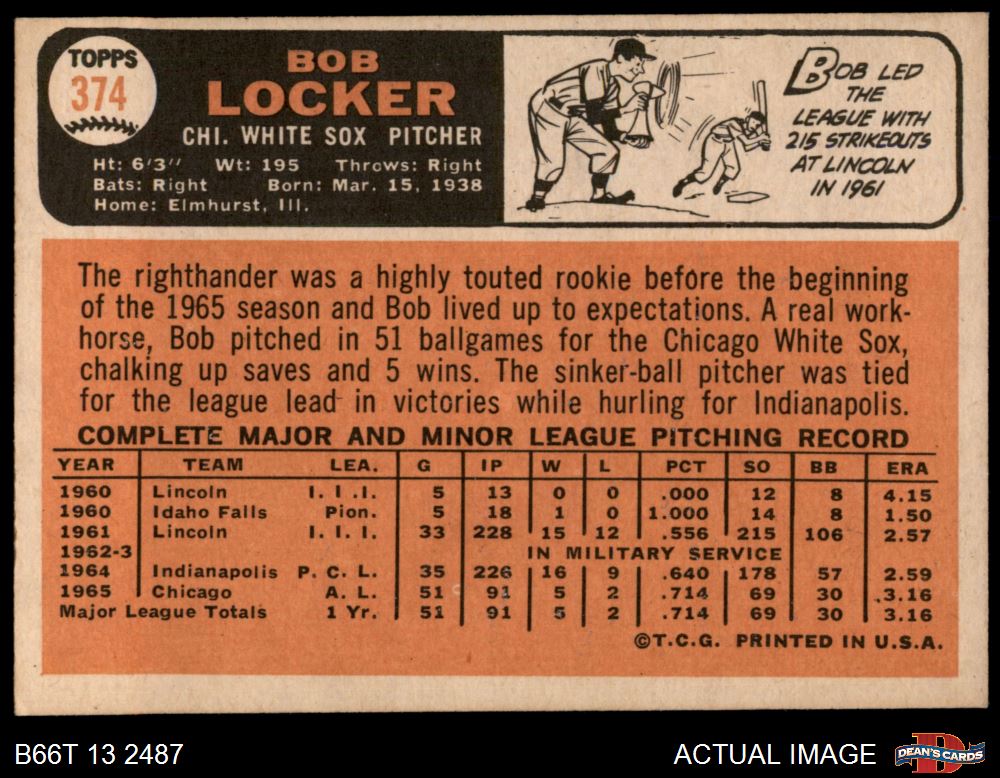 TOPPS
374
BOB
LOCKER
CHI. WHITE SOX PITCHER
Ht: 6'3" Wt: 195 Throws: Right
Bats: Right Born: Mar. 15, 1938
Home: Elmhurst, Ill.
BOB LED
THE
LEAGUE WITH
215 STRIKEOUTS
AT LINCOLN
IN 1961
The righthander was a highly touted rookie before the beginning
of the 1965 season and Bob lived up to expectations. A real work-
horse, Bob pitched in 51 ballgames for the Chicago White Sox,
chalking up saves and 5 wins. The sinker-ball pitcher was tied
for the league lead in victories while hurling for Indianapolis.
COMPLETE MAJOR AND MINOR LEAGUE PITCHING RECORD
YEAR TEAM LEA. G IP W L PCT SO BB ERA
1960 Lincoln I. I. I. 5 13 0 0 .000 12 8 4.15
1960 Idaho Falls Pion. 5 18 1 0 1.000 14 8 1.50
1961 Lincoln I. I. I. 33 228 15 12 .556 215 106 2.57
1962-3 IN MILITARY SERVICE
1964 Indianapolis P. C. L. 35 226 16 9 .640 178 57 2.59
1965 Chicago A. L. 51 91 5 2 .714 69 30 3.16
Major League Totals 1 Yr. 51 91 5 2 .714 69 30 3.16
©T.C.G. PRINTED IN U.S.A.
B66T 13 2487
ACTUAL IMAGE
D
DEAN'S CARDS